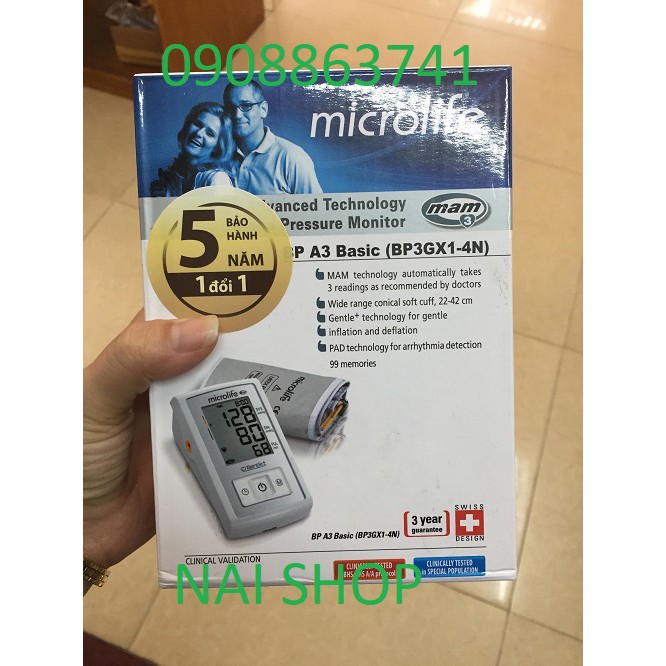 0908863741
microlife
Advanced Technology
Pressure Monitor
mam
3
5 BẢO HÀNH NĂM
1 đổi 1
BP A3 Basic (BP3GX1-4N)
MAM technology automatically takes
3 readings as recommended by doctors
Wide range conical soft cuff, 22-42 cm
Gentle+ technology for gentle
inflation and deflation
PAD technology for arrhythmia detection
99 memories
microlife
microlife
128
80
68
BP A3 Basic (BP3GX1-4N)
3 year
guarantee
SWISS
DESIGN
CLINICAL VALIDATION
CLINICALLY TESTED
BHS A/A protocol
CLINICALLY TESTED
in SPECIAL POPULATION
NAI SHOP